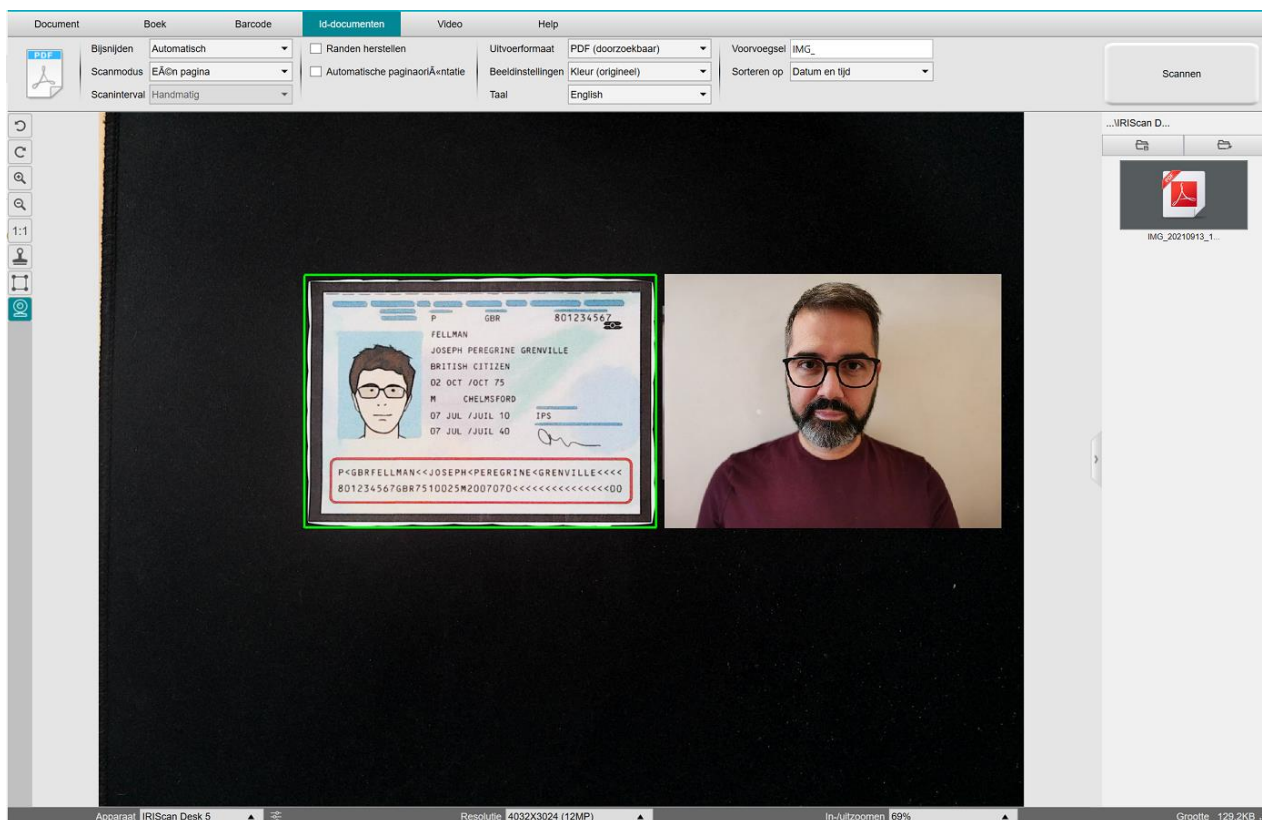 Document Boek Barcode Id-documenten Video Help
Bijsnijden Automatisch
Scanmodus EÃ©n pagina
Scaninterval Handmatig
Randen herstellen
Automatische paginaoriÃ«ntatie
Uitvoerformaat PDF (doorzoekbaar)
Beeldinstellingen Kleur (origineel)
Taal English
Voorvoegsel IMG_
Sorteren op Datum en tijd
Scannen
PDF
1:1
P GBR 801234567
FELLMAN
JOSEPH PEREGRINE GRENVILLE
BRITISH CITIZEN
02 OCT /OCT 75
M CHELMSFORD
07 JUL /JUIL 10 IPS
07 JUL /JUIL 40
P<GBRFELLMAN<<JOSEPH<PEREGRINE<GRENVILLE<<<<
801234567GBR7510025M2007070<<<<<<<<<<<<<<<<00
...\IRIScan D...
PDF
IMG_20210913_1...
Apparaat IRIScan Desk 5 Resolutie 4032X3024 (12MP) In-/uitzoomen 69% Grootte 129.2KB